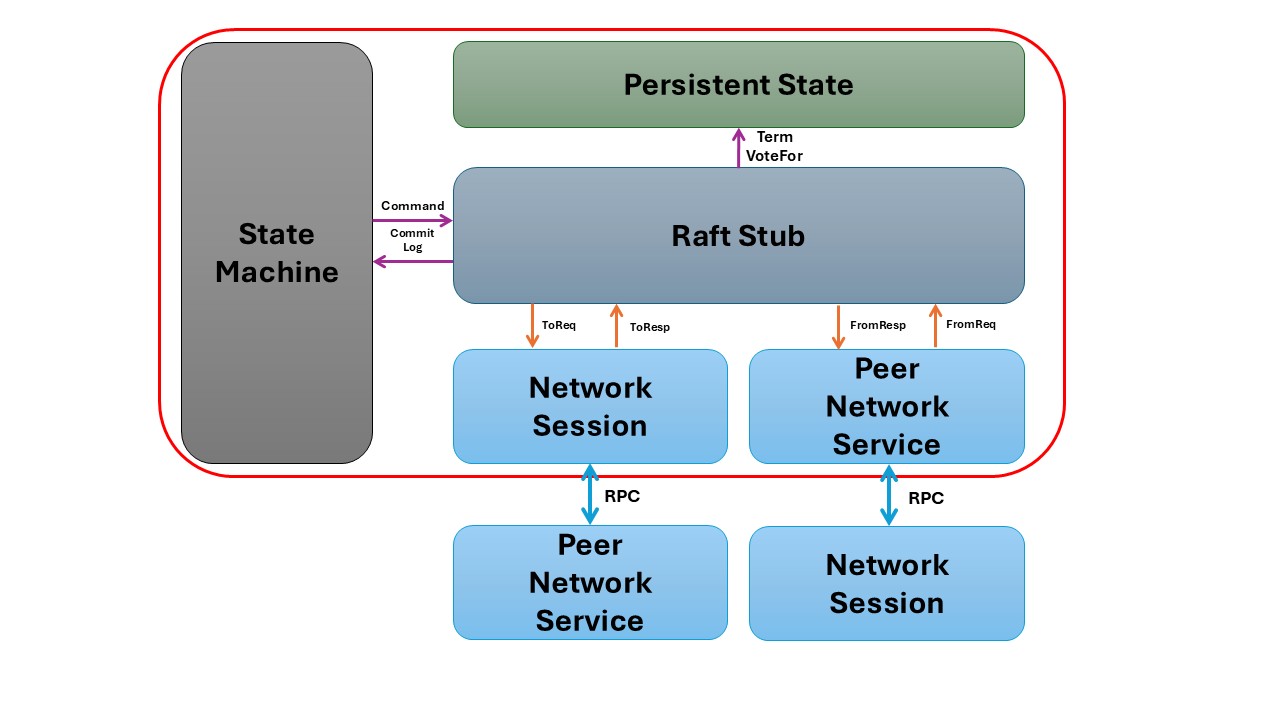 Persistent State
Term
VoteFor
State
Machine
Command
Commit
Log
Raft Stub
ToReq
ToResp
FromResp
FromReq
Network
Session
Peer
Network
Service
RPC
RPC
Peer
Network
Service
Network
Session